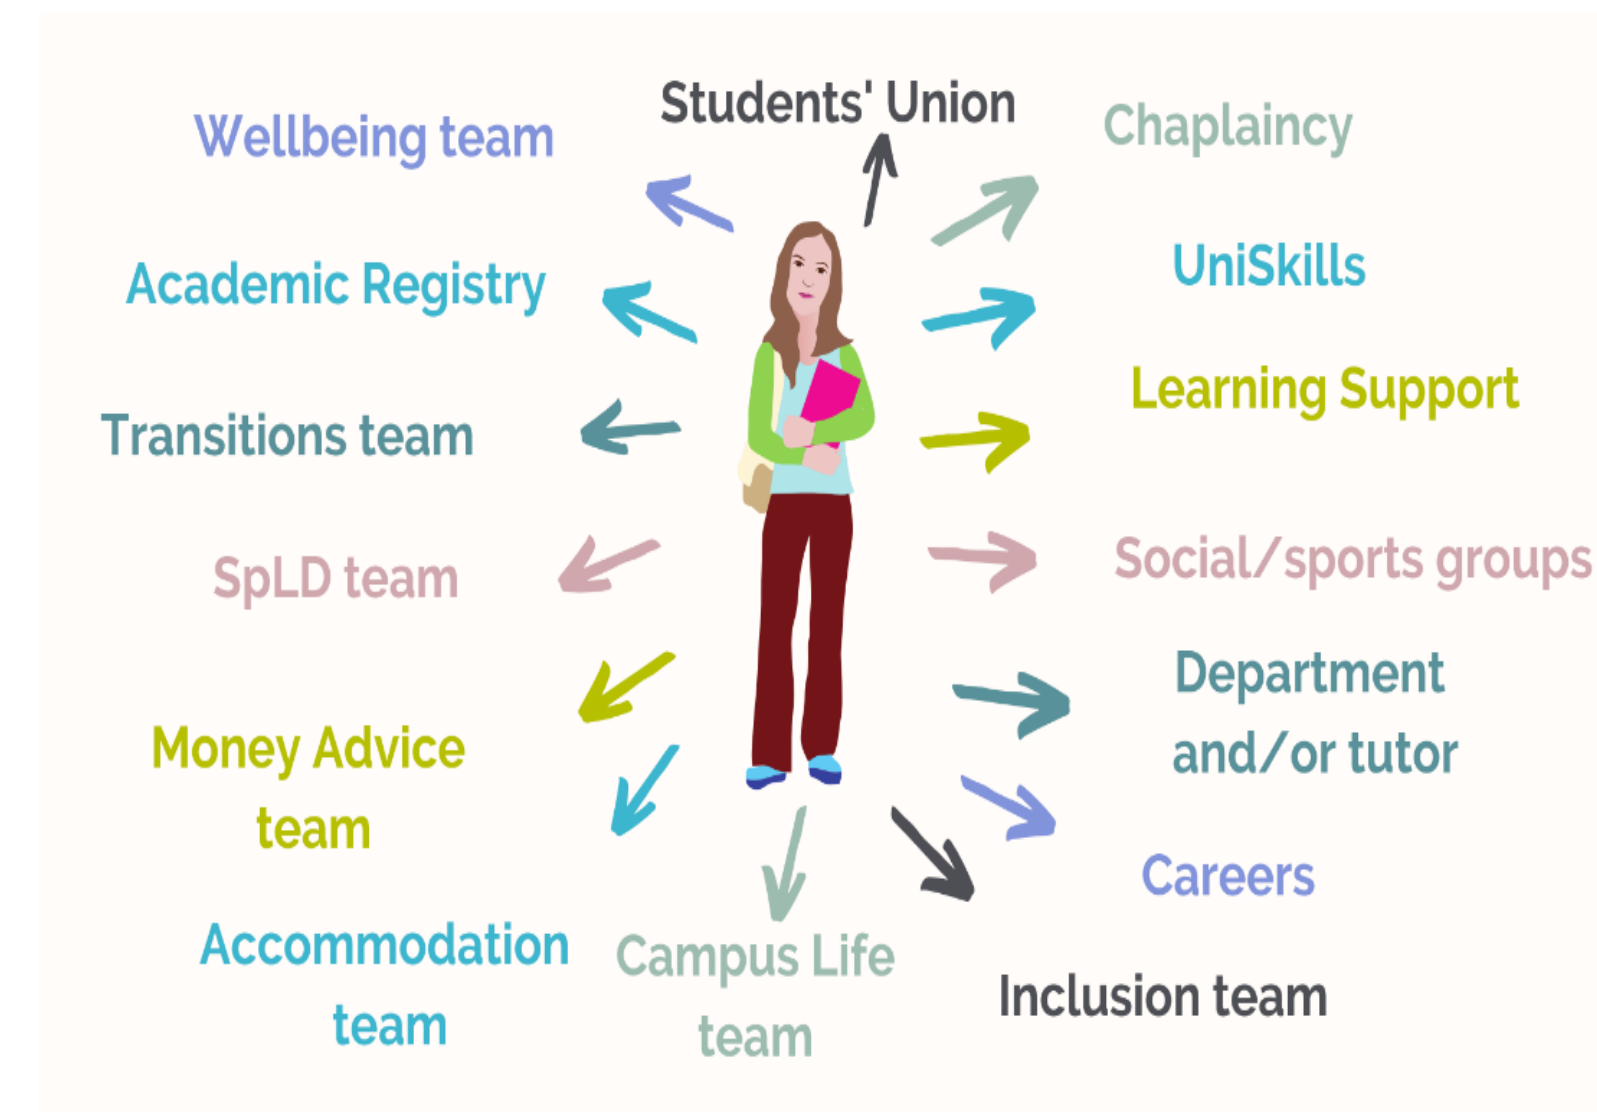 Students' Union
Wellbeing team
Chaplaincy
Academic Registry
UniSkills
Transitions team
Learning Support
SpLD team
Social/sports groups
Money Advice
team
Department
and/or tutor
Accommodation
team
Campus Life
team
Careers
Inclusion team